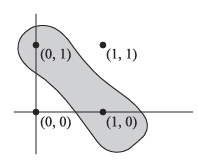 (0, 1) (1, 1)
(0, 0) (1, 0)